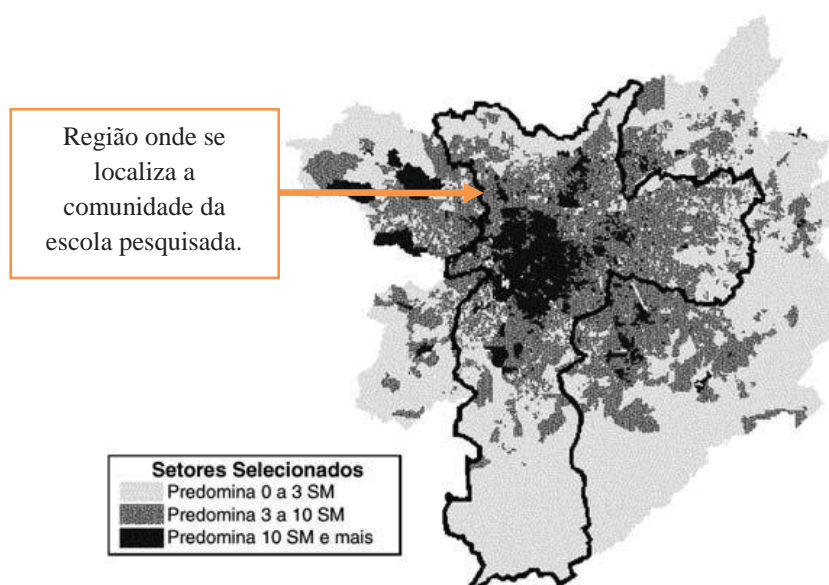 Região onde se
localiza a
comunidade da
escola pesquisada.
Setores Selecionados
Predomina 0 a 3 SM
Predomina 3 a 10 SM
Predomina 10 SM e mais